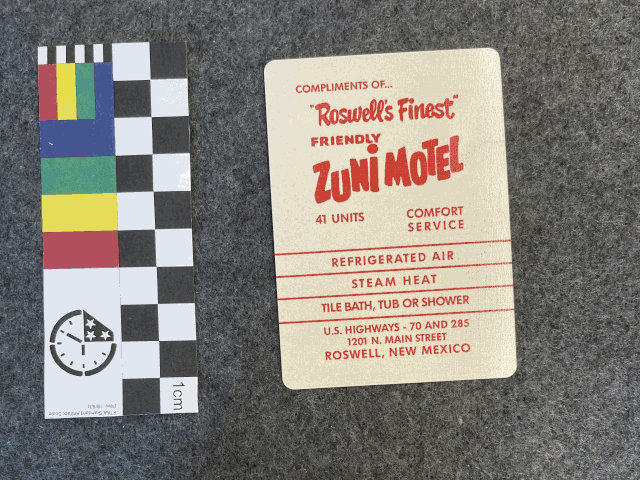 COMPLIMENTS OF...
"Roswell's Finest"
FRIENDLY
ZUNI MOTEL
41 UNITS
COMFORT
SERVICE
REFRIGERATED AIR
STEAM HEAT
TILE BATH, TUB OR SHOWER
U.S. HIGHWAYS - 70 AND 285
1201 N. MAIN STREET
ROSWELL, NEW MEXICO
1cm